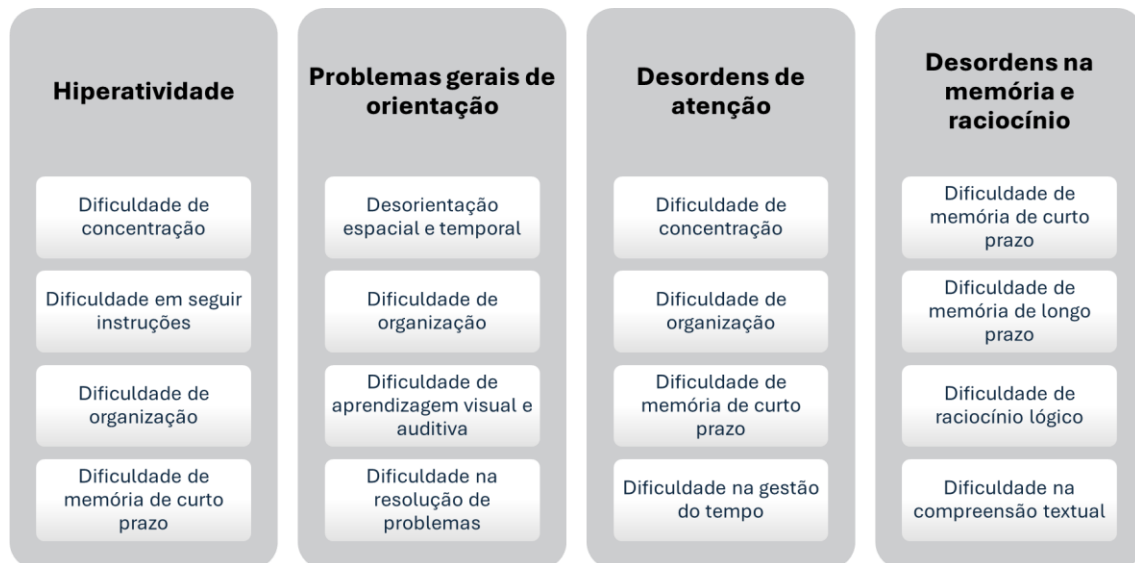 Hiperatividade
Dificuldade de
concentração
Dificuldade em seguir
instruções
Dificuldade de
organização
Dificuldade de
memória de curto
prazo
Problemas gerais de
orientação
Desorientação
espacial e temporal
Dificuldade de
organização
Dificuldade de
aprendizagem visual e
auditiva
Dificuldade na
resolução de
problemas
Desordens de
atenção
Dificuldade de
concentração
Dificuldade de
organização
Dificuldade de
memória de curto
prazo
Dificuldade na gestão
do tempo
Desordens na
memória e
raciocínio
Dificuldade de
memória de curto
prazo
Dificuldade de
memória de longo
prazo
Dificuldade de
raciocínio lógico
Dificuldade na
compreensão textual